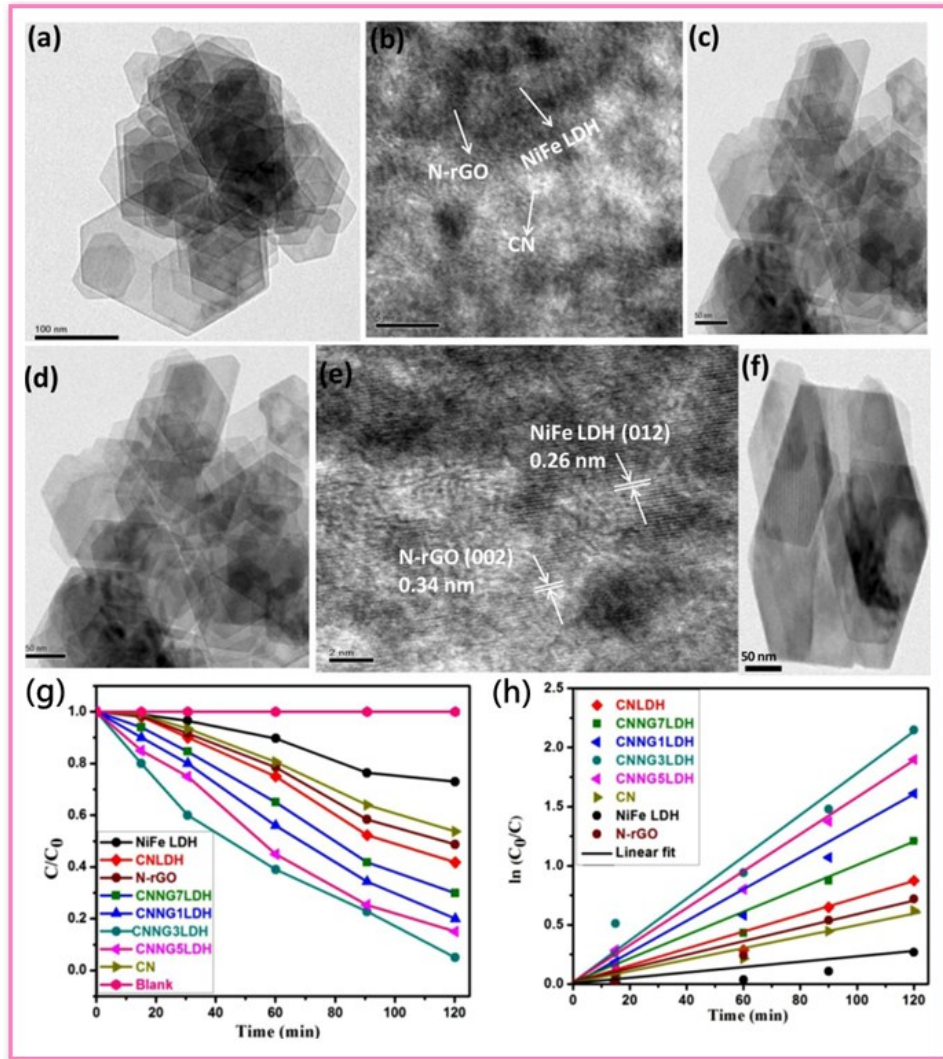 (a)
100 nm
(b)
N-rGO
NiFe LDH
CN
(c)
50 nm
(d)
50 nm
(e)
NiFe LDH (012)
0.26 nm
N-rGO (002)
0.34 nm
2 nm
(f)
50 nm
(g)
C/C0
1.0
0.8
0.6
0.4
0.2
0.0
NiFe LDH
CNLDH
N-rGO
CNNG7LDH
CNNG1LDH
CNNG3LDH
CNNG5LDH
CN
Blank
0 20 40 60 80 100 120
Time (min)
(h)
ln (C0/C)
2.5
2.0
1.5
1.0
0.5
0.0
CNLDH
CNNG7LDH
CNNG1LDH
CNNG3LDH
CNNG5LDH
CN
NiFe LDH
N-rGO
Linear fit
0 20 40 60 80 100 120
Time (min)